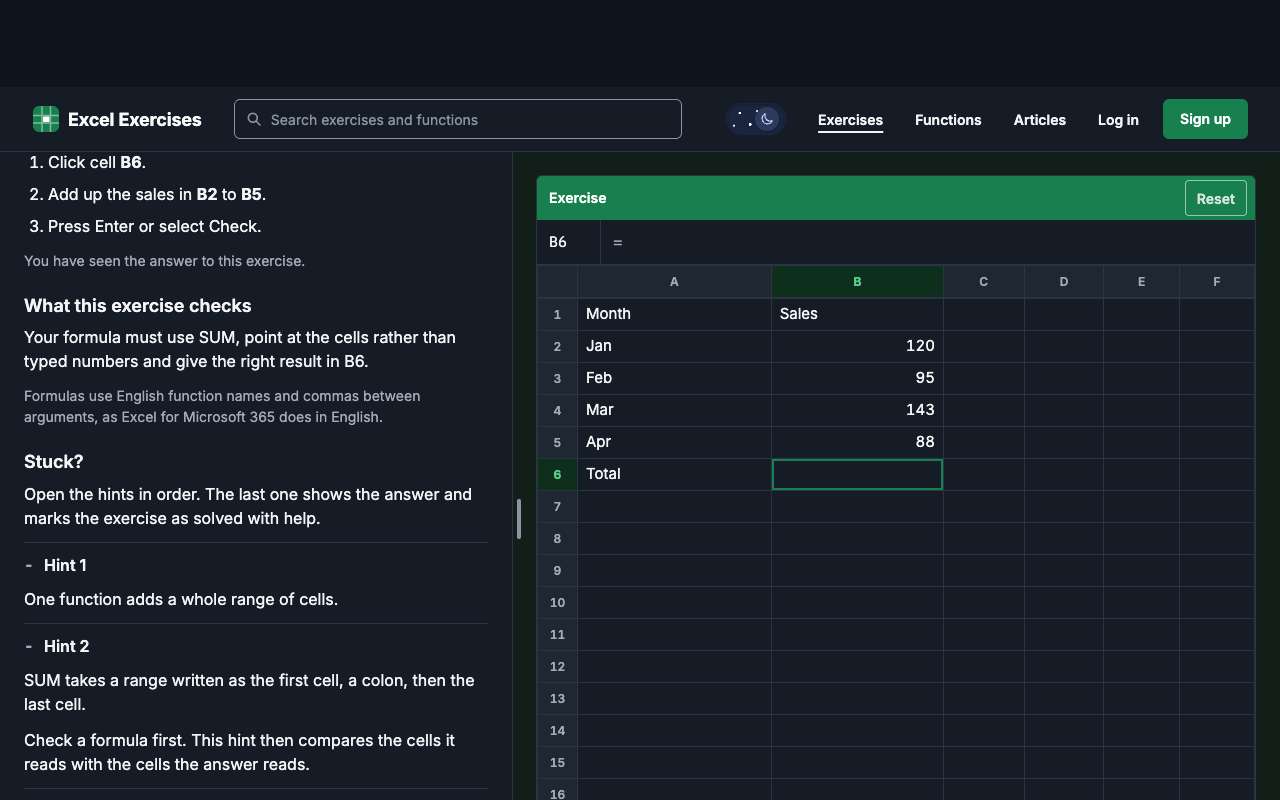 Excel Exercises
Search exercises and functions
Exercises
Functions
Articles
Log in
Sign up
1. Click cell B6.
2. Add up the sales in B2 to B5.
3. Press Enter or select Check.
You have seen the answer to this exercise.
What this exercise checks
Your formula must use SUM, point at the cells rather than
typed numbers and give the right result in B6.
Formulas use English function names and commas between
arguments, as Excel for Microsoft 365 does in English.
Stuck?
Open the hints in order. The last one shows the answer and
marks the exercise as solved with help.
- Hint 1
One function adds a whole range of cells.
- Hint 2
SUM takes a range written as the first cell, a colon, then the
last cell.
Check a formula first. This hint then compares the cells it
reads with the cells the answer reads.
Exercise
Reset
B6 =
A B C D E F
1 Month Sales
2 Jan 120
3 Feb 95
4 Mar 143
5 Apr 88
6 Total
7
8
9
10
11
12
13
14
15
16